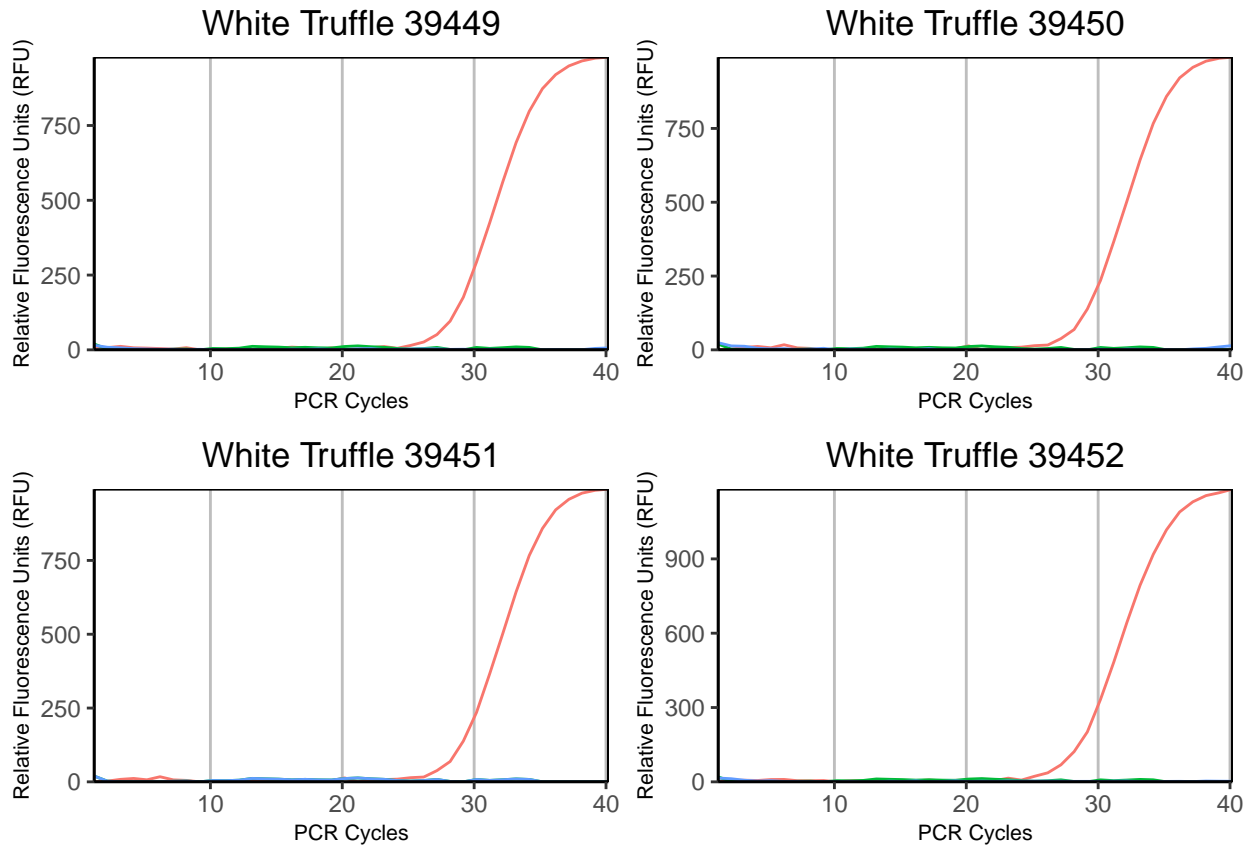 White Truffle 39449
Relative Fluorescence Units (RFU)
750
500
250
0
10
20
30
40
PCR Cycles
White Truffle 39450
Relative Fluorescence Units (RFU)
750
500
250
0
10
20
30
40
PCR Cycles
White Truffle 39451
Relative Fluorescence Units (RFU)
750
500
250
0
10
20
30
40
PCR Cycles
White Truffle 39452
Relative Fluorescence Units (RFU)
900
600
300
0
10
20
30
40
PCR Cycles